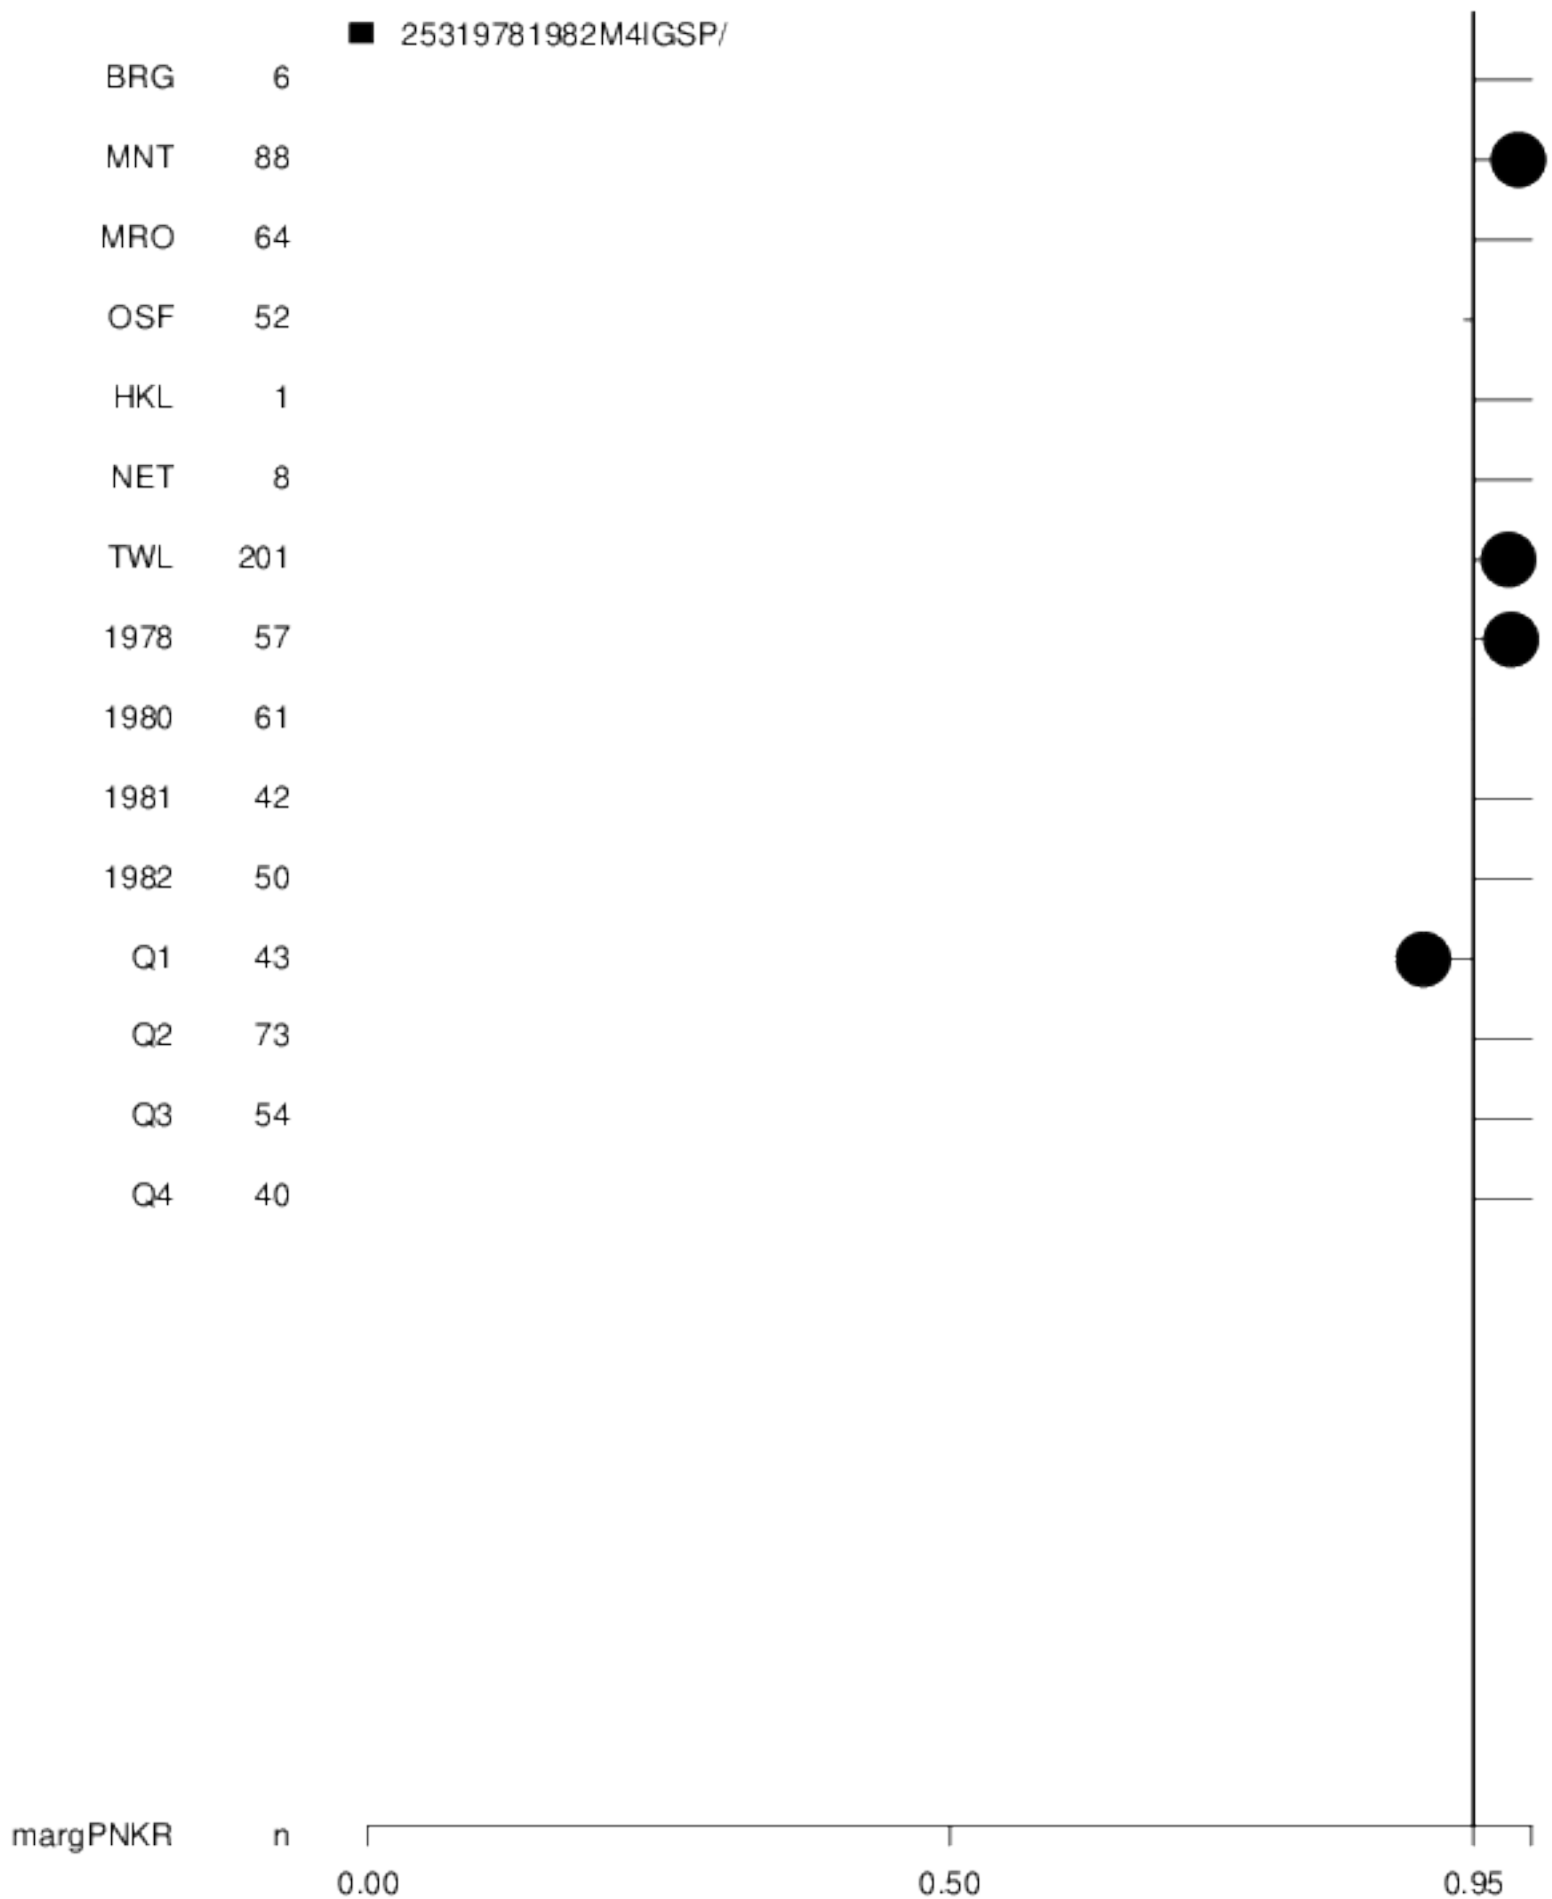 25319781982M4IGSP/
BRG 6
MNT 88
MRO 64
OSF 52
HKL 1
NET 8
TWL 201
1978 57
1980 61
1981 42
1982 50
Q1 43
Q2 73
Q3 54
Q4 40
margPNKR n
0.00 0.50 0.95